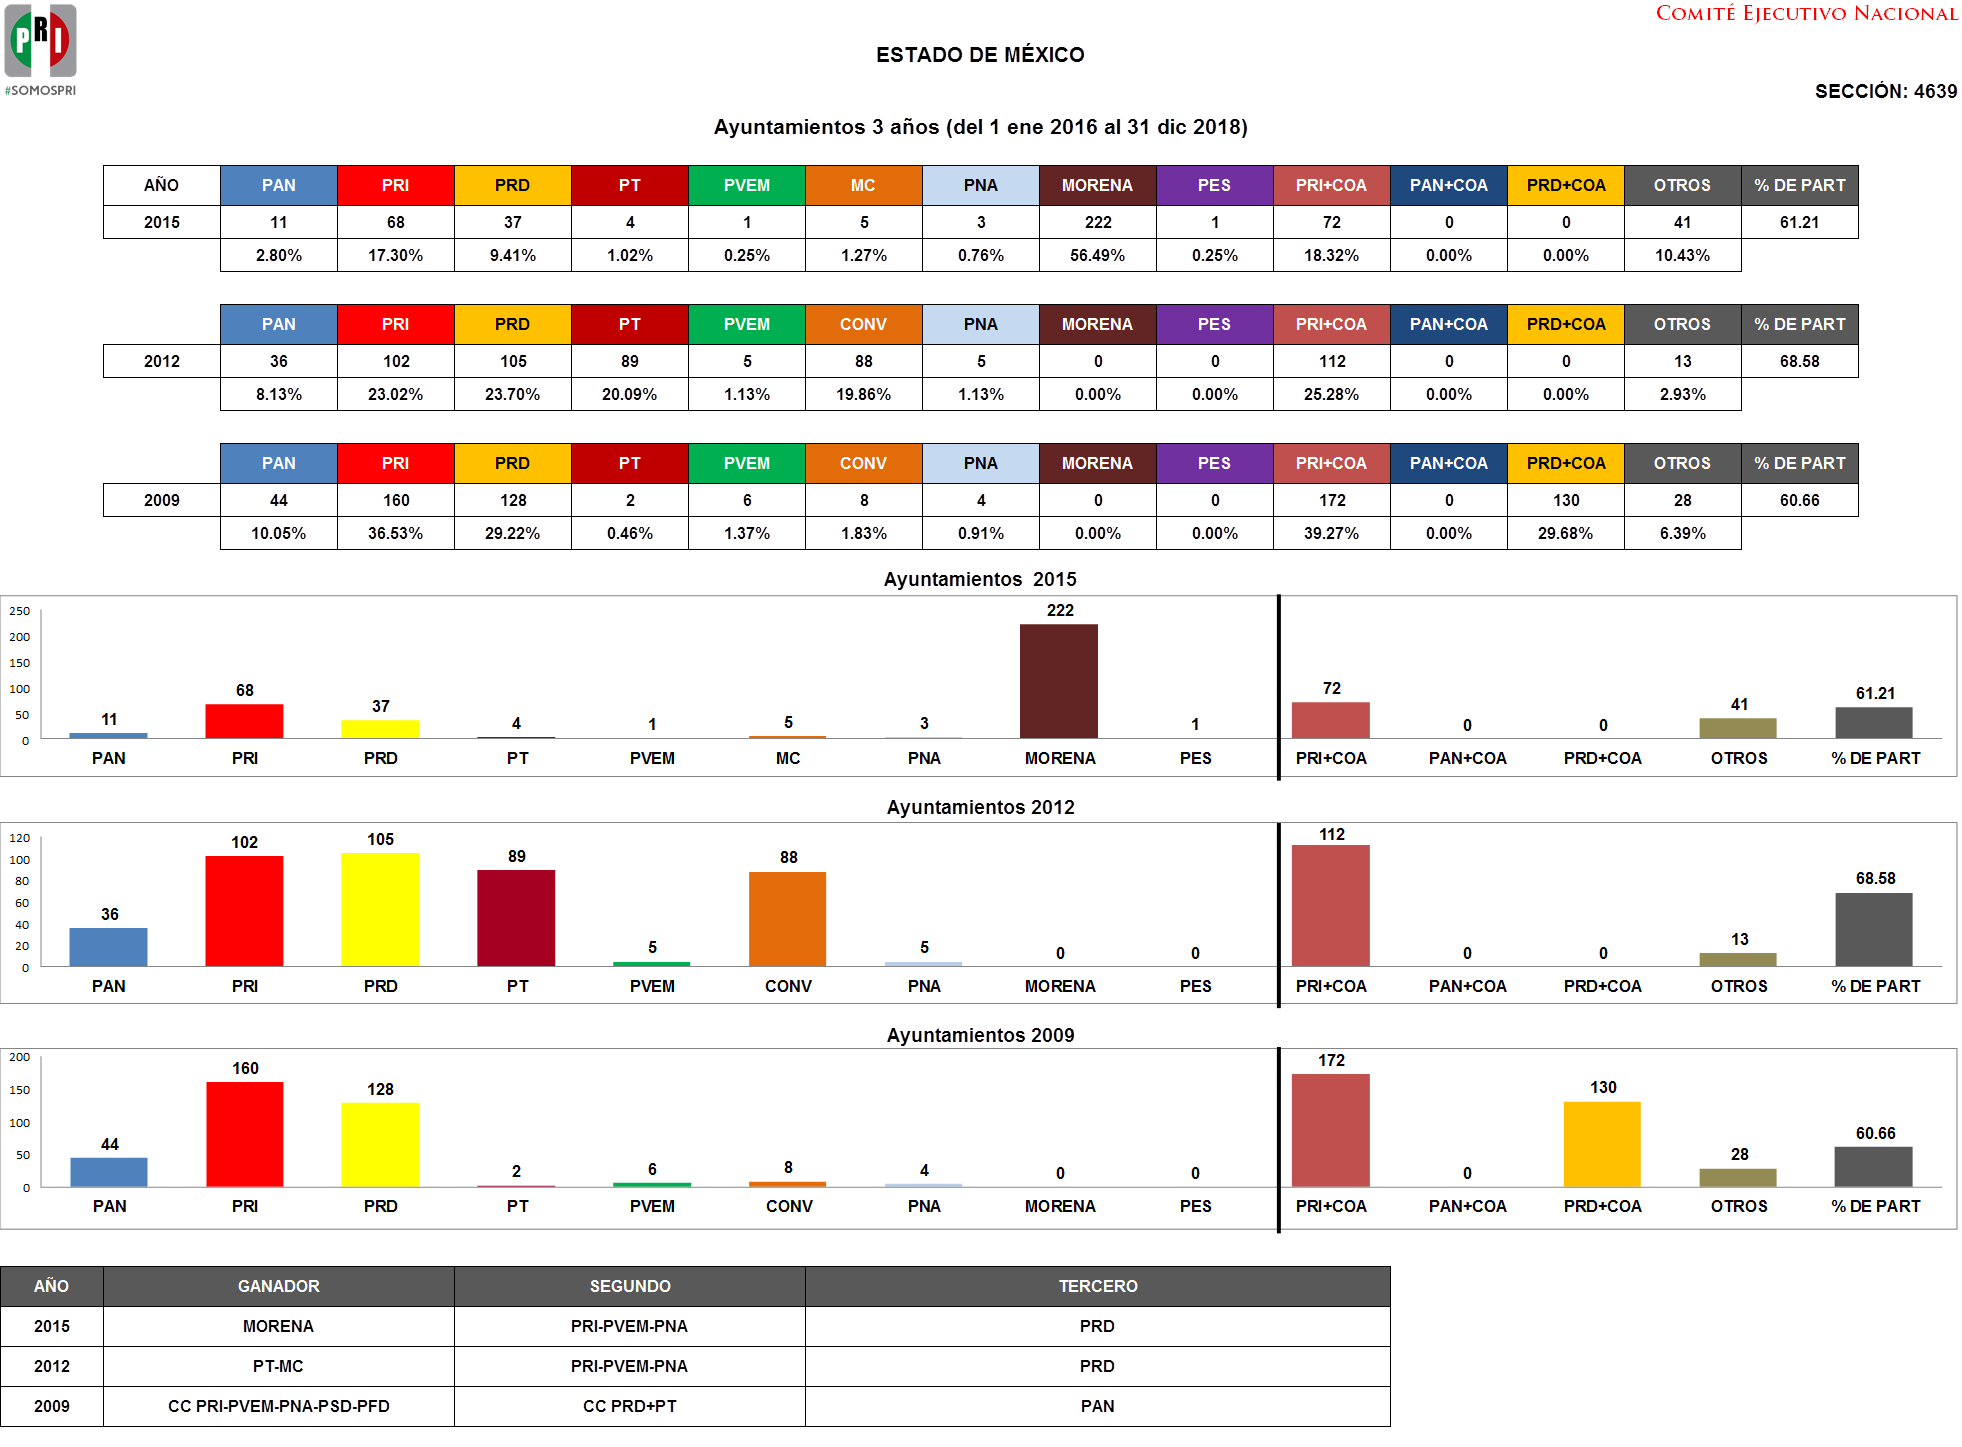 PRI
#SOMOSPRI
COMITÉ EJECUTIVO NACIONAL
ESTADO DE MÉXICO
SECCIÓN: 4639
Ayuntamientos 3 años (del 1 ene 2016 al 31 dic 2018)
AÑO PAN PRI PRD PT PVEM MC PNA MORENA PES PRI+COA PAN+COA PRD+COA OTROS % DE PART
2015 11 68 37 4 1 5 3 222 1 72 0 0 41 61.21
2.80% 17.30% 9.41% 1.02% 0.25% 1.27% 0.76% 56.49% 0.25% 18.32% 0.00% 0.00% 10.43%
PAN PRI PRD PT PVEM CONV PNA MORENA PES PRI+COA PAN+COA PRD+COA OTROS % DE PART
2012 36 102 105 89 5 88 5 0 0 112 0 0 13 68.58
8.13% 23.02% 23.70% 20.09% 1.13% 19.86% 1.13% 0.00% 0.00% 25.28% 0.00% 0.00% 2.93%
PAN PRI PRD PT PVEM CONV PNA MORENA PES PRI+COA PAN+COA PRD+COA OTROS % DE PART
2009 44 160 128 2 6 8 4 0 0 172 0 130 28 60.66
10.05% 36.53% 29.22% 0.46% 1.37% 1.83% 0.91% 0.00% 0.00% 39.27% 0.00% 29.68% 6.39%
Ayuntamientos 2015
250
200
150
100
50
0
11 68 37 4 1 5 3 222 1 72 0 0 41 61.21
PAN PRI PRD PT PVEM MC PNA MORENA PES PRI+COA PAN+COA PRD+COA OTROS % DE PART
Ayuntamientos 2012
120
100
80
60
40
20
0
36 102 105 89 5 88 5 0 0 112 0 0 13 68.58
PAN PRI PRD PT PVEM CONV PNA MORENA PES PRI+COA PAN+COA PRD+COA OTROS % DE PART
Ayuntamientos 2009
200
150
100
50
0
44 160 128 2 6 8 4 0 0 172 0 130 28 60.66
PAN PRI PRD PT PVEM CONV PNA MORENA PES PRI+COA PAN+COA PRD+COA OTROS % DE PART
AÑO GANADOR SEGUNDO TERCERO
2015 MORENA PRI-PVEM-PNA PRD
2012 PT-MC PRI-PVEM-PNA PRD
2009 CC PRI-PVEM-PNA-PSD-PFD CC PRD+PT PAN